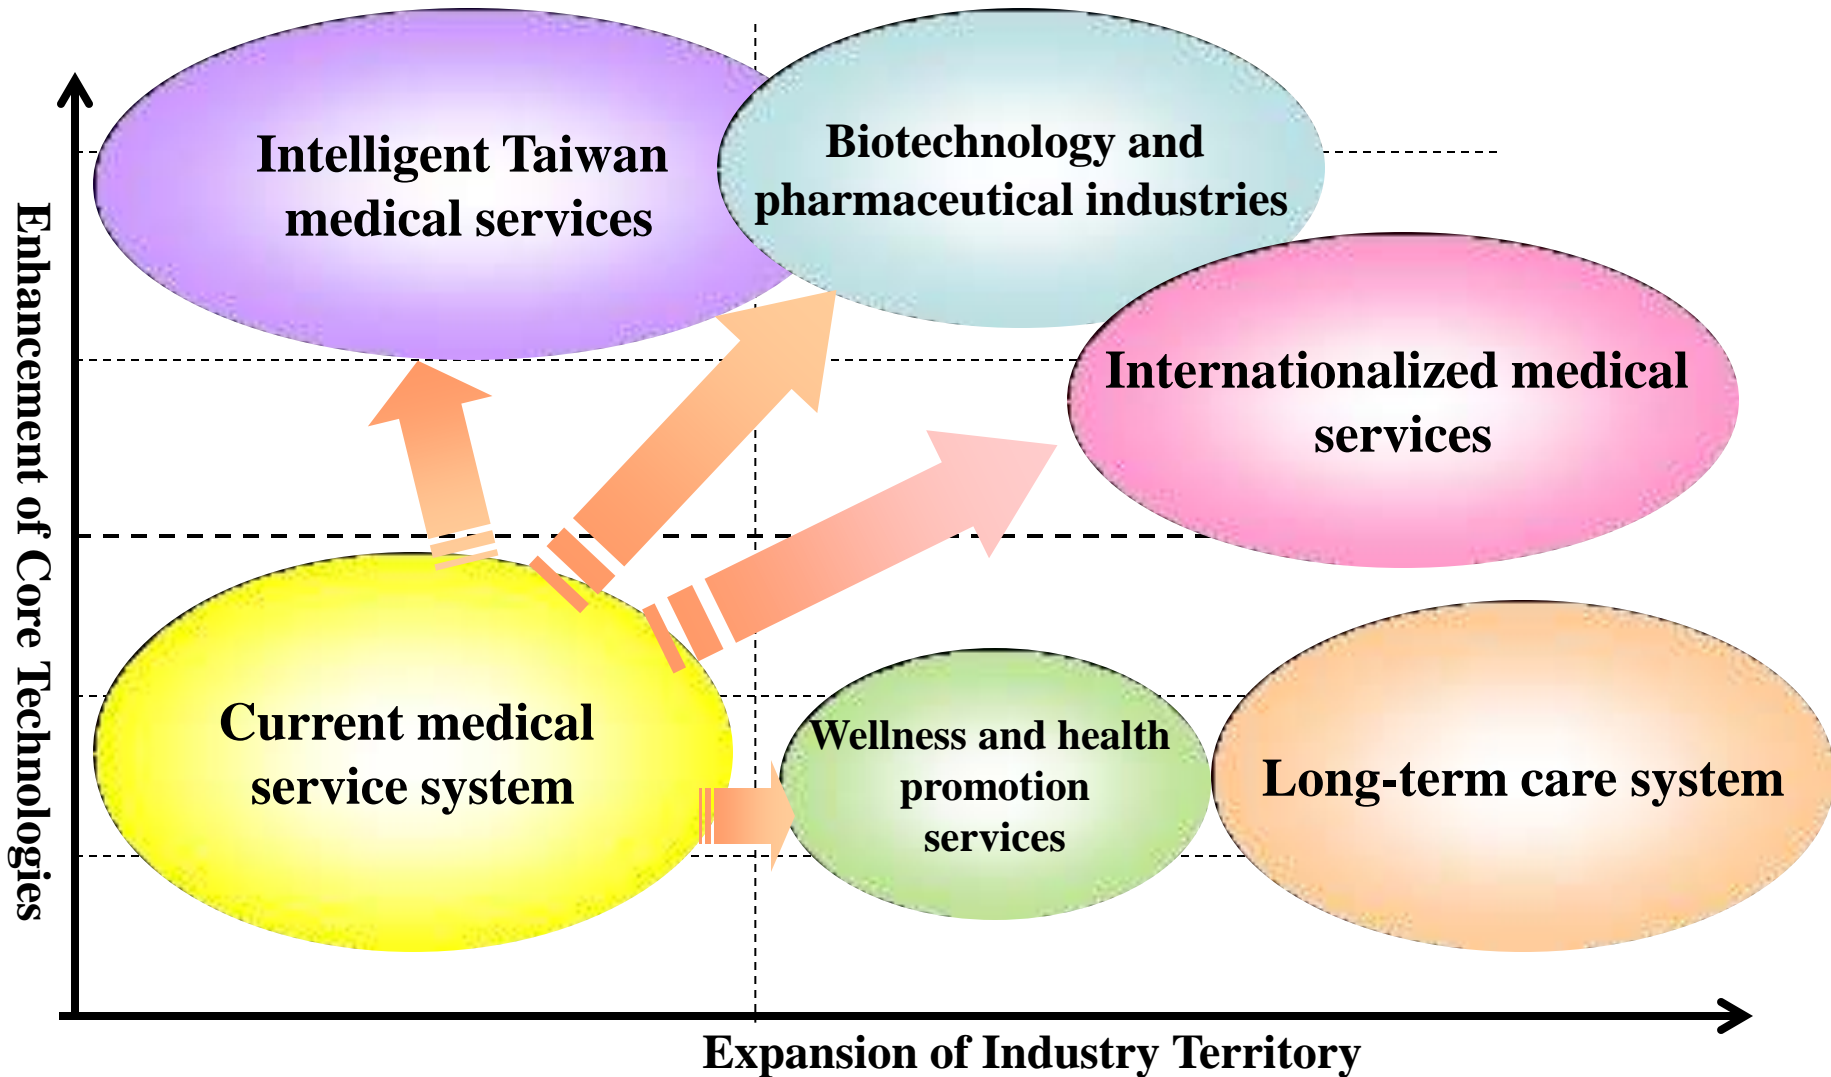 Intelligent Taiwan
medical services
Biotechnology and
pharmaceutical industries
Internationalized medical
services
Enhancement of Core Technologies
Current medical
service system
Wellness and health
promotion
services
Long-term care system
Expansion of Industry Territory